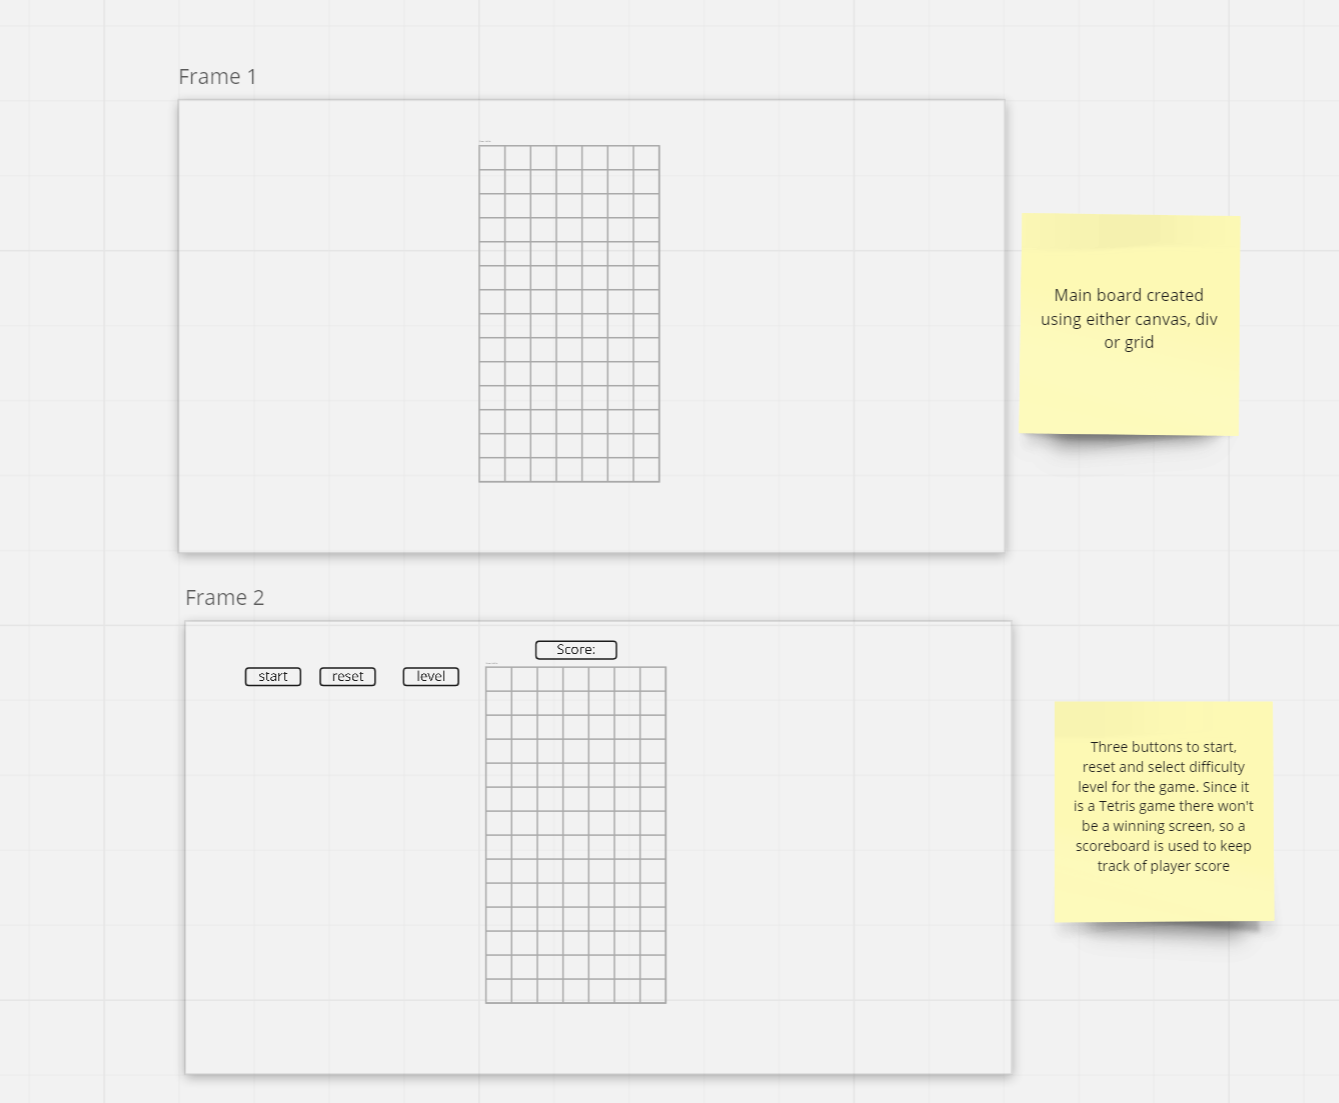 Frame 1
Main board created
using either canvas, div
or grid
Frame 2
Score:
start
reset
level
Three buttons to start,
reset and select difficulty
level for the game. Since it
is a Tetris game there won't
be a winning screen, so a
scoreboard is used to keep
track of player score